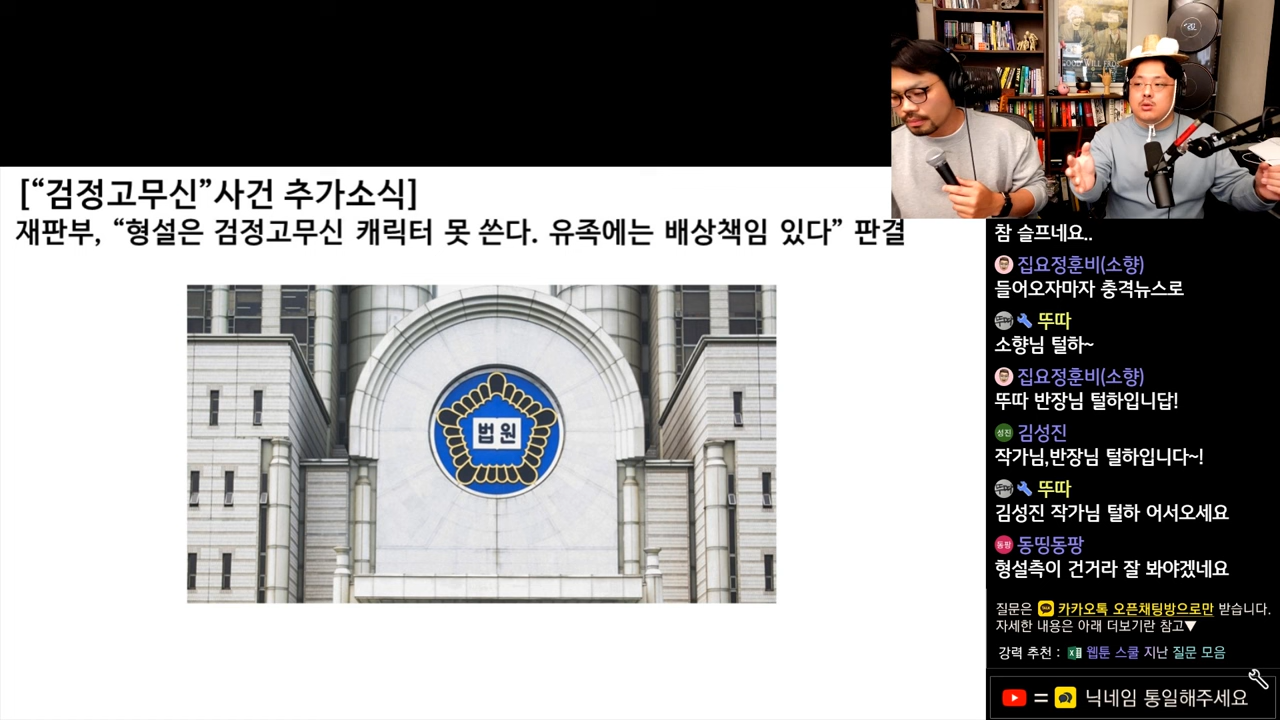 ["검정고무신"사건 추가소식]
재판부, "형설은 검정고무신 캐릭터 못 쓴다. 유족에는 배상책임 있다" 판결
법원
GOOD WILL
참 슬프네요..
집요정훈비(소향)
들어오자마자 충격뉴스로
뚜따
소향님 털하~
집요정훈비(소향)
뚜따 반장님 털하입니답!
성진 김성진
작가님,반장님 털하입니다~!
뚜따
김성진 작가님 털하 어서오세요
동팡 동띵동팡
형설측이 건거라 잘 봐야겠네요
질문은 카카오톡 오픈채팅방으로만 받습니다.
자세한 내용은 아래 더보기란 참고▼
강력 추천 : 웹툰 스쿨 지난 질문 모음
= 닉네임 통일해주세요